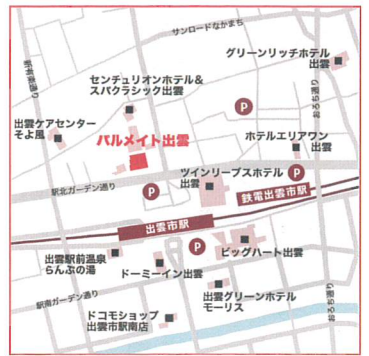 サンロードなかまち
グリーンリッチホテル
出雲
センチュリオンホテル&
スパクラシック出雲
おろち通り
P
出雲ケアセンター
そよ風
パルメイト出雲
ホテルエリアワン
出雲
ツインリーブスホテル
出雲
P
P
駅北ガーデン通り
鉄電出雲市駅
出雲市駅
P
ビッグハート出雲
出雲駅前温泉
らんぷの湯
ドーミーイン出雲
出雲グリーンホテル
モーリス
駅南ガーデン通り
ドコモショップ
出雲市駅南店
おろち通り